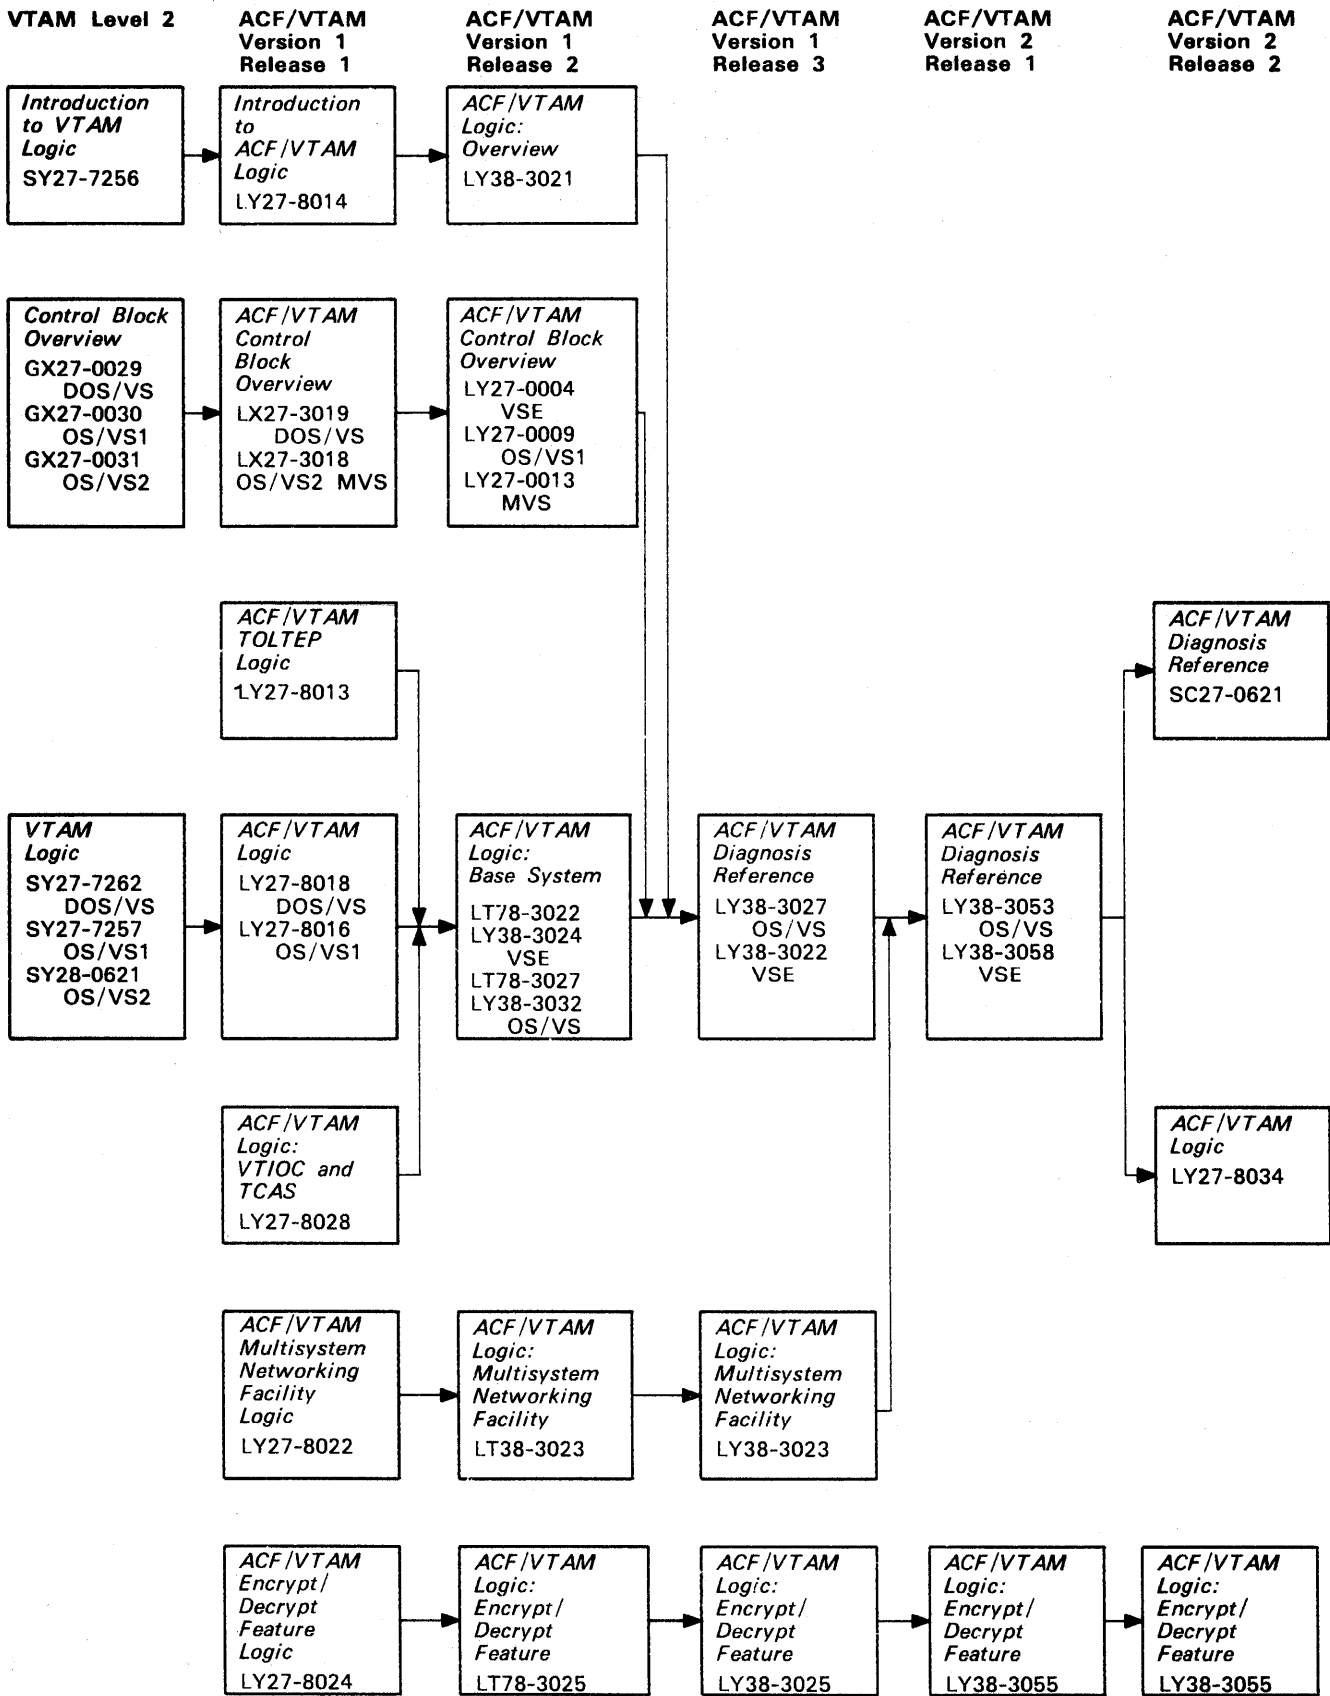 VTAM Level 2
ACF/VTAM
Version 1
Release 1
ACF/VTAM
Version 1
Release 2
ACF/VTAM
Version 1
Release 3
ACF/VTAM
Version 2
Release 1
ACF/VTAM
Version 2
Release 2
Introduction
to VTAM
Logic
SY27-7256
Introduction
to
ACF/VTAM
Logic
LY27-8014
ACF/VTAM
Logic:
Overview
LY38-3021
Control Block
Overview
GX27-0029
DOS/VS
GX27-0030
OS/VS1
GX27-0031
OS/VS2
ACF/VTAM
Control
Block
Overview
LX27-3019
DOS/VS
LX27-3018
OS/VS2 MVS
ACF/VTAM
Control Block
Overview
LY27-0004
VSE
LY27-0009
OS/VS1
LY27-0013
MVS
ACF/VTAM
TOLTEP
Logic
LY27-8013
ACF/VTAM
Diagnosis
Reference
SC27-0621
VTAM
Logic
SY27-7262
DOS/VS
SY27-7257
OS/VS1
SY28-0621
OS/VS2
ACF/VTAM
Logic
LY27-8018
DOS/VS
LY27-8016
OS/VS1
ACF/VTAM
Logic:
Base System
LT78-3022
LY38-3024
VSE
LT78-3027
LY38-3032
OS/VS
ACF/VTAM
Diagnosis
Reference
LY38-3027
OS/VS
LY38-3022
VSE
ACF/VTAM
Diagnosis
Reference
LY38-3053
OS/VS
LY38-3058
VSE
ACF/VTAM
Logic:
VTIOC and
TCAS
LY27-8028
ACF/VTAM
Logic
LY27-8034
ACF/VTAM
Multisystem
Networking
Facility
Logic
LY27-8022
ACF/VTAM
Logic:
Multisystem
Networking
Facility
LT38-3023
ACF/VTAM
Logic:
Multisystem
Networking
Facility
LY38-3023
ACF/VTAM
Encrypt/
Decrypt
Feature
Logic
LY27-8024
ACF/VTAM
Logic:
Encrypt/
Decrypt
Feature
LT78-3025
ACF/VTAM
Logic:
Encrypt/
Decrypt
Feature
LY38-3025
ACF/VTAM
Logic:
Encrypt/
Decrypt
Feature
LY38-3055
ACF/VTAM
Logic:
Encrypt/
Decrypt
Feature
LY38-3055